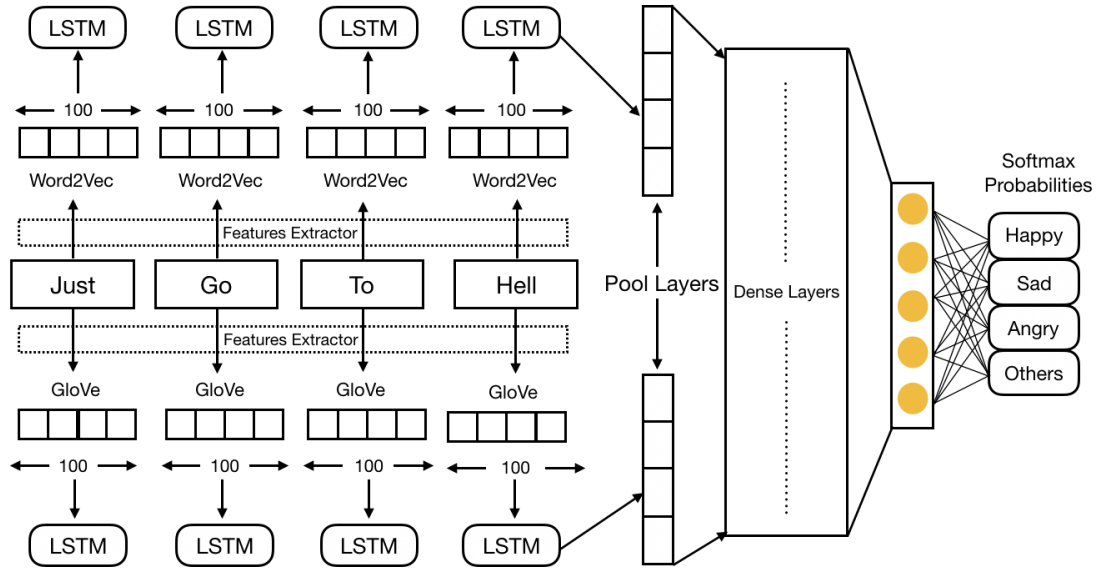 LSTM LSTM LSTM LSTM
100 100 100 100
Word2Vec Word2Vec Word2Vec Word2Vec
Features Extractor
Just Go To Hell
Features Extractor
GloVe GloVe GloVe GloVe
100 100 100 100
LSTM LSTM LSTM LSTM
Pool Layers
Dense Layers
Softmax
Probabilities
Happy
Sad
Angry
Others